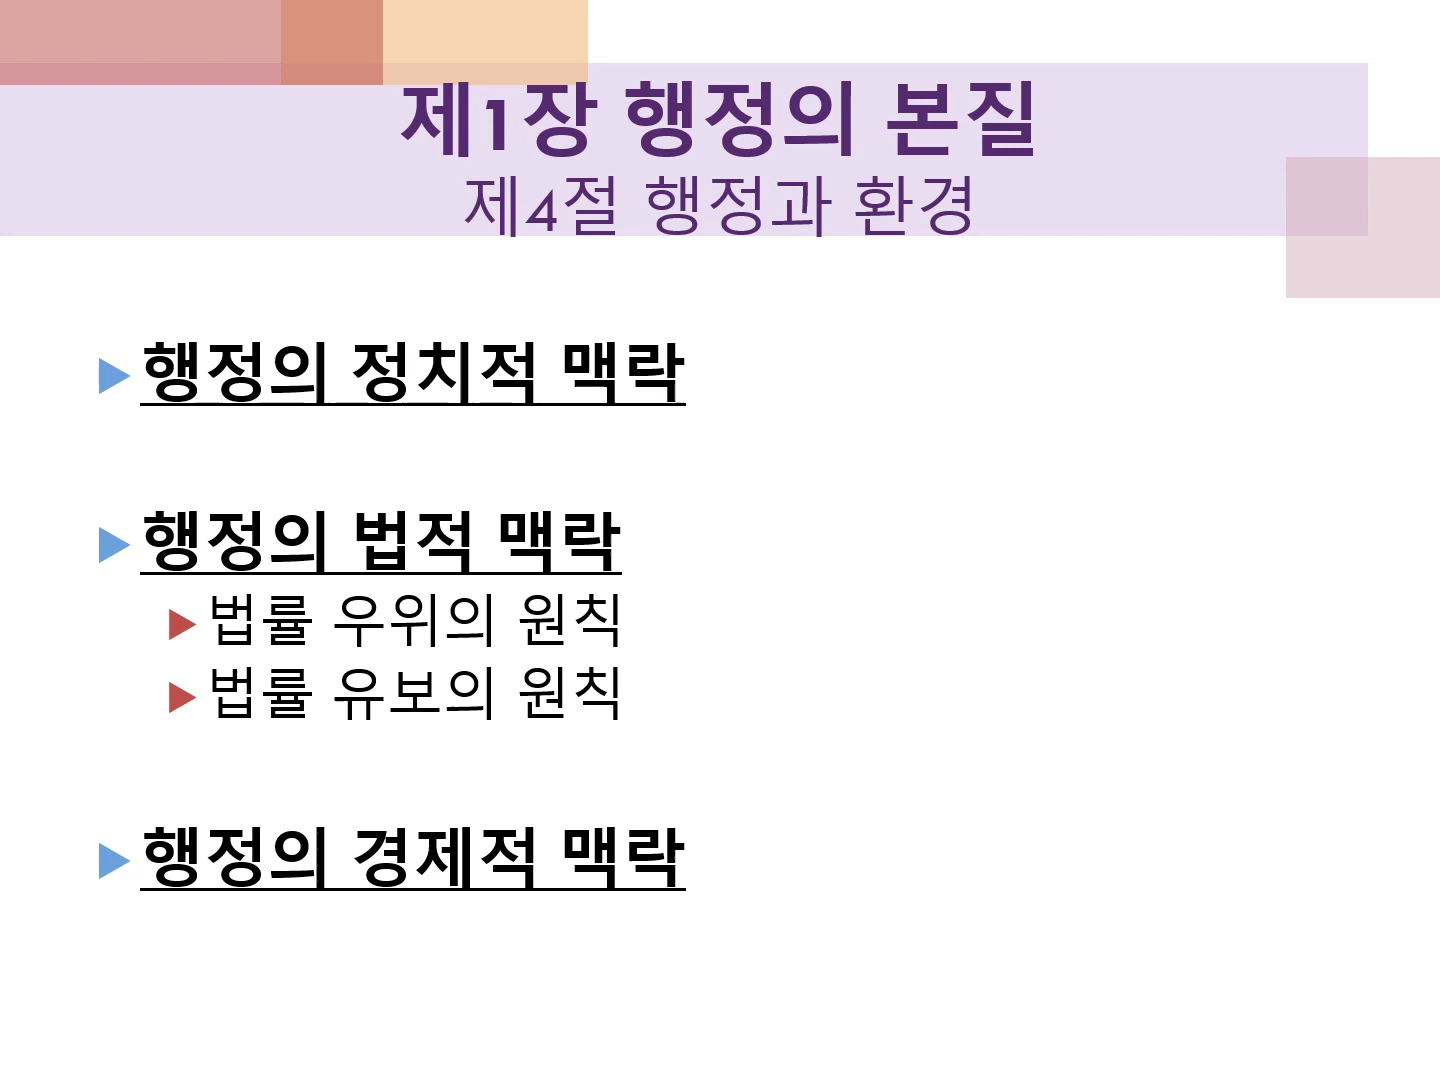 제1장 행정의 본질
제4절 행정과 환경
행정의 정치적 맥락
행정의 법적 맥락
법률 우위의 원칙
법률 유보의 원칙
행정의 경제적 맥락